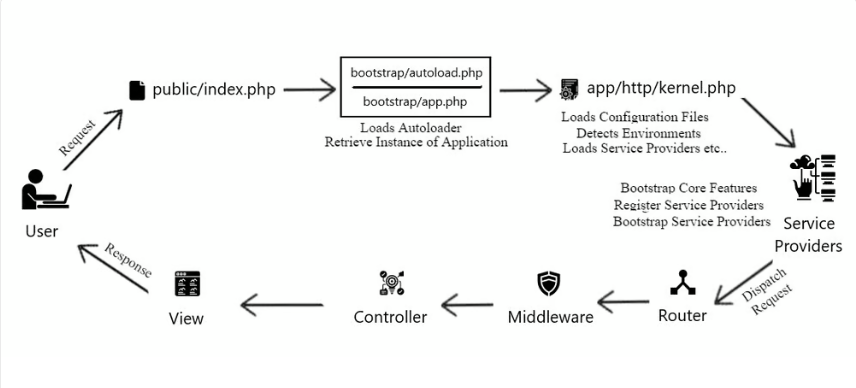 public/index.php
bootstrap/autoload.php
bootstrap/app.php
Loads Autoloader
Retrieve Instance of Application
app/http/kernel.php
Loads Configuration Files
Detects Environments
Loads Service Providers etc..
Request
User
Bootstrap Core Features
Register Service Providers
Bootstrap Service Providers
Service
Providers
Dispatch
Request
Router
Middleware
Controller
View
Response